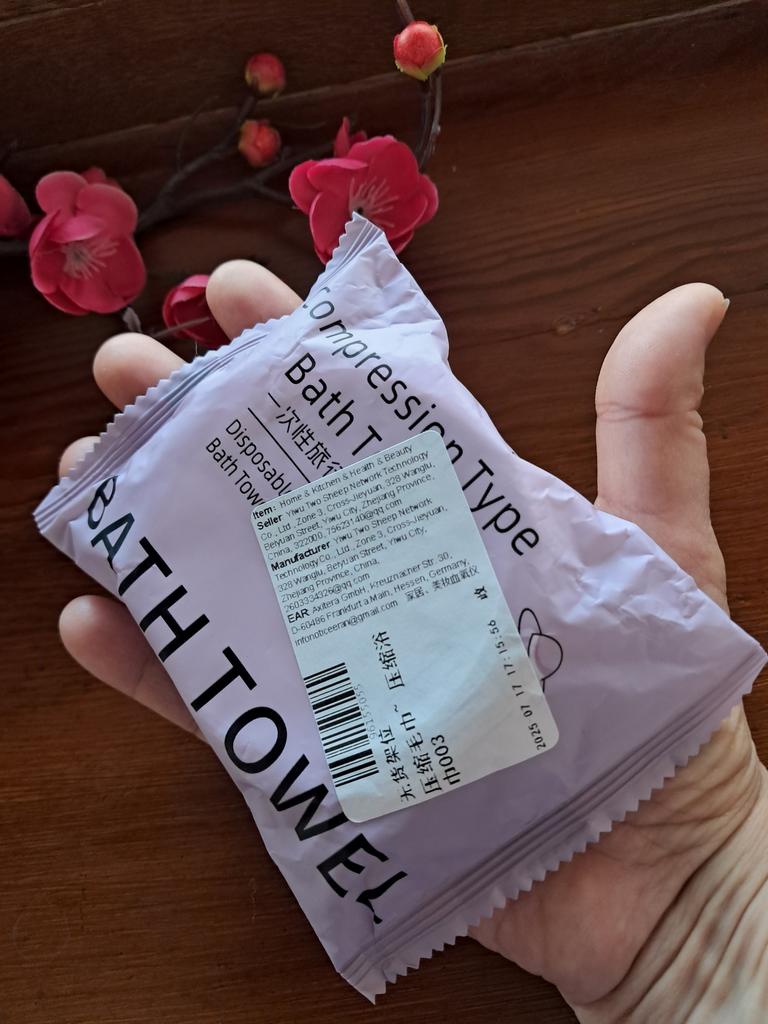 Compression Type
Bath T
一次性旅行
Disposabl
Bath Tow
BATH TOWEL
Item: Home & Kitchen & Health & Beauty
Seller Yiwu Two Sheep Network Technology
Co., Ltd., Zone 3, Cross-Jieyuan, 328 Wanglu,
Beiyuan Street, Yiwu City, Zhejiang Province,
China, 322000, @qq.com
Manufacturer Yiwu Two Sheep Network
Technology Co., Ltd., Zone 3, Cross-Jieyuan,
328 Wanglu, Beiyuan Street, Yiwu City,
Zhejiang Province, China,
2603334326@qq.com
EAR Axitera GmbH, Kreuznacher Str.30,
D-60486 Frankfurt a.Main, Hessen, Germany,
infonoticeeran@gmail.com 家居、美妆血氧仪
无货架位
压缩毛巾~ 压缩浴
巾003
2025 07 17 17:15:56